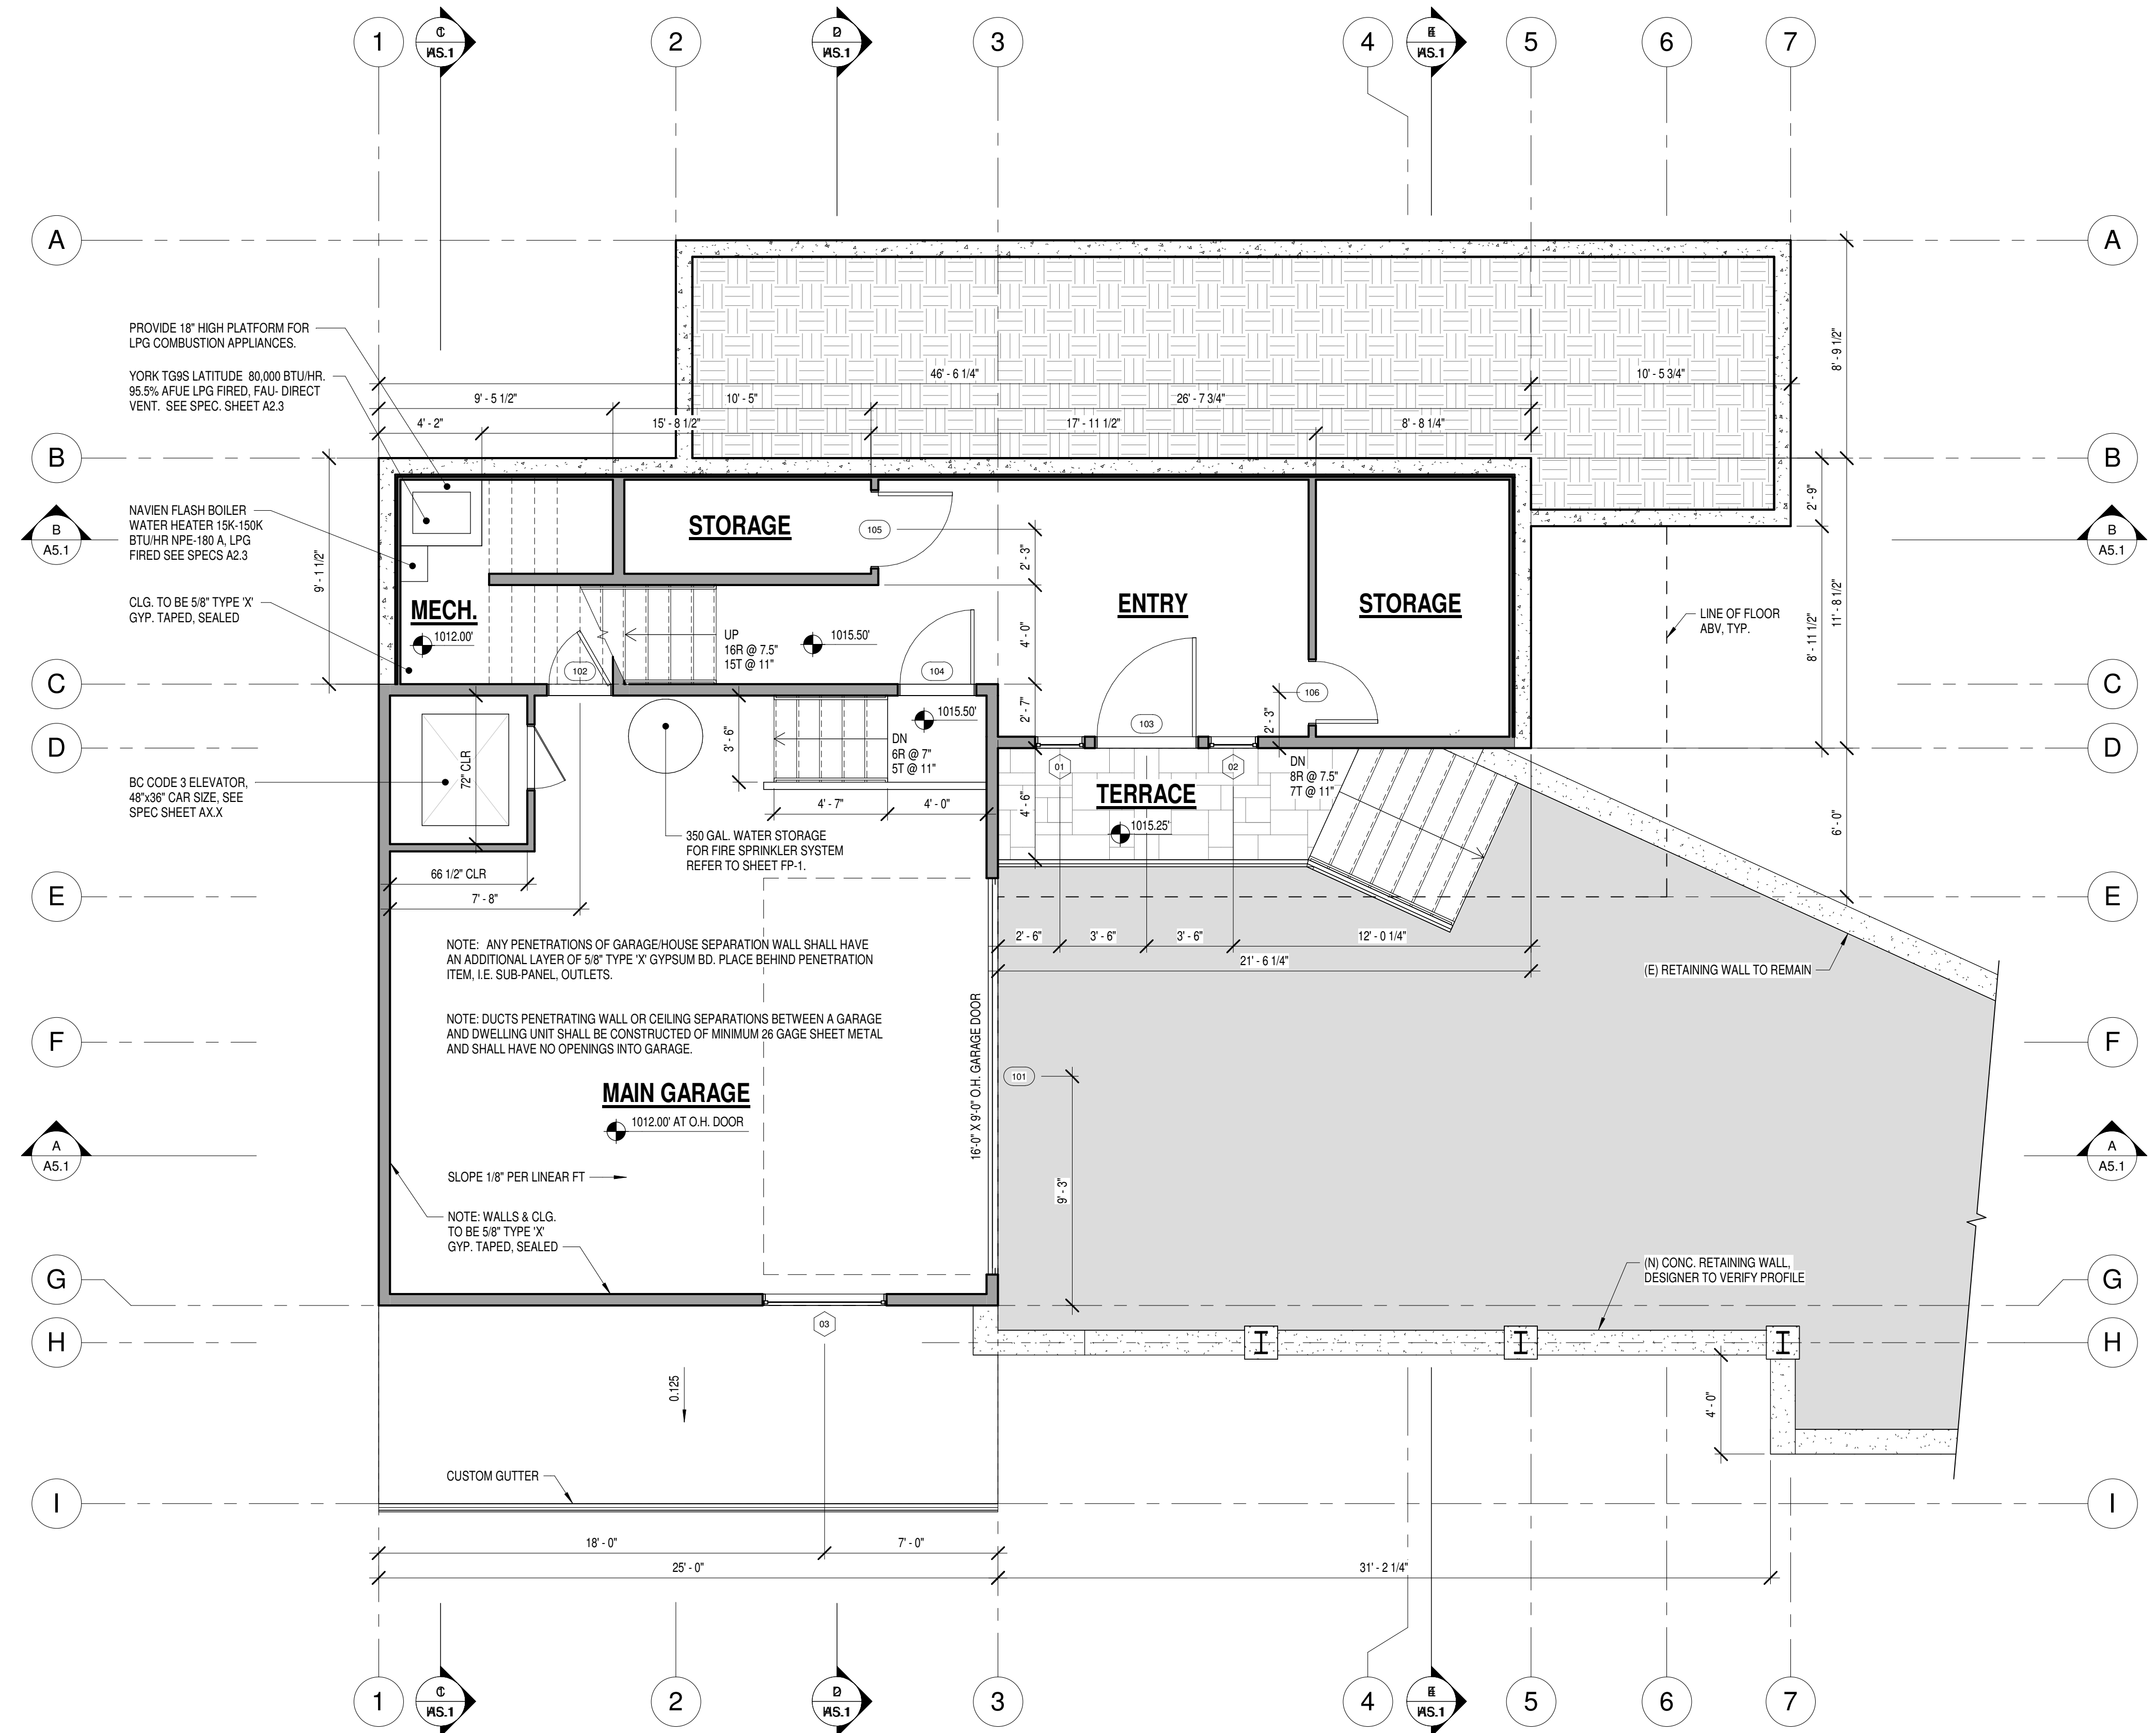 1
2
3
4
5
6
7
A
A
PROVIDE 18" HIGH PLATFORM FOR
LPG COMBUSTION APPLIANCES.
YORK TG9S LATITUDE 80,000 BTU/HR.
95.5% AFUE LPG FIRED, FAU- DIRECT
VENT. SEE SPEC. SHEET A2.3
46' - 6 1/4"
10' - 5 3/4"
8' - 9 1/2"
9' - 5 1/2"
10' - 5"
26' - 7 3/4"
4' - 2"
15' - 8 1/2"
17' - 11 1/2"
8' - 8 1/4"
B
B
NAVIEN FLASH BOILER
WATER HEATER 15K-150K
BTU/HR NPE-180 A, LPG
FIRED SEE SPECS A2.3
B
A5.1
B
A5.1
STORAGE
105
2' - 3"
2' - 9"
9' - 1 1/2"
CLG. TO BE 5/8" TYPE 'X'
GYP. TAPED, SEALED
MECH.
1012.00'
ENTRY
STORAGE
LINE OF FLOOR
ABV, TYP.
11' - 8 1/2"
8' - 11 1/2"
UP
16R @ 7.5"
15T @ 11"
1015.50'
4' - 0"
102
104
106
C
C
2' - 7"
2' - 3"
103
1015.50'
3' - 6"
DN
6R @ 7"
5T @ 11"
D
D
72" CLR
BC CODE 3 ELEVATOR,
48"x36" CAR SIZE, SEE
SPEC SHEET AX.X
01
02
DN
8R @ 7.5"
7T @ 11"
TERRACE
1015.25'
4' - 6"
6' - 0"
4' - 7"
4' - 0"
350 GAL. WATER STORAGE
FOR FIRE SPRINKLER SYSTEM
REFER TO SHEET FP-1.
66 1/2" CLR
7' - 8"
E
E
2' - 6"
3' - 6"
3' - 6"
12' - 0 1/4"
21' - 6 1/4"
NOTE: ANY PENETRATIONS OF GARAGE/HOUSE SEPARATION WALL SHALL HAVE
AN ADDITIONAL LAYER OF 5/8" TYPE 'X' GYPSUM BD. PLACE BEHIND PENETRATION
ITEM, I.E. SUB-PANEL, OUTLETS.
(E) RETAINING WALL TO REMAIN
NOTE: DUCTS PENETRATING WALL OR CEILING SEPARATIONS BETWEEN A GARAGE
AND DWELLING UNIT SHALL BE CONSTRUCTED OF MINIMUM 26 GAGE SHEET METAL
AND SHALL HAVE NO OPENINGS INTO GARAGE.
16'-0" X 9'-0" O.H. GARAGE DOOR
F
F
101
MAIN GARAGE
1012.00' AT O.H. DOOR
A
A5.1
A
A5.1
9' - 3"
SLOPE 1/8" PER LINEAR FT
NOTE: WALLS & CLG.
TO BE 5/8" TYPE 'X'
GYP. TAPED, SEALED
(N) CONC. RETAINING WALL,
DESIGNER TO VERIFY PROFILE
G
G
03
H
H
0.125
4' - 0"
CUSTOM GUTTER
I
I
18' - 0"
7' - 0"
25' - 0"
31' - 2 1/4"
1
2
3
4
5
6
7